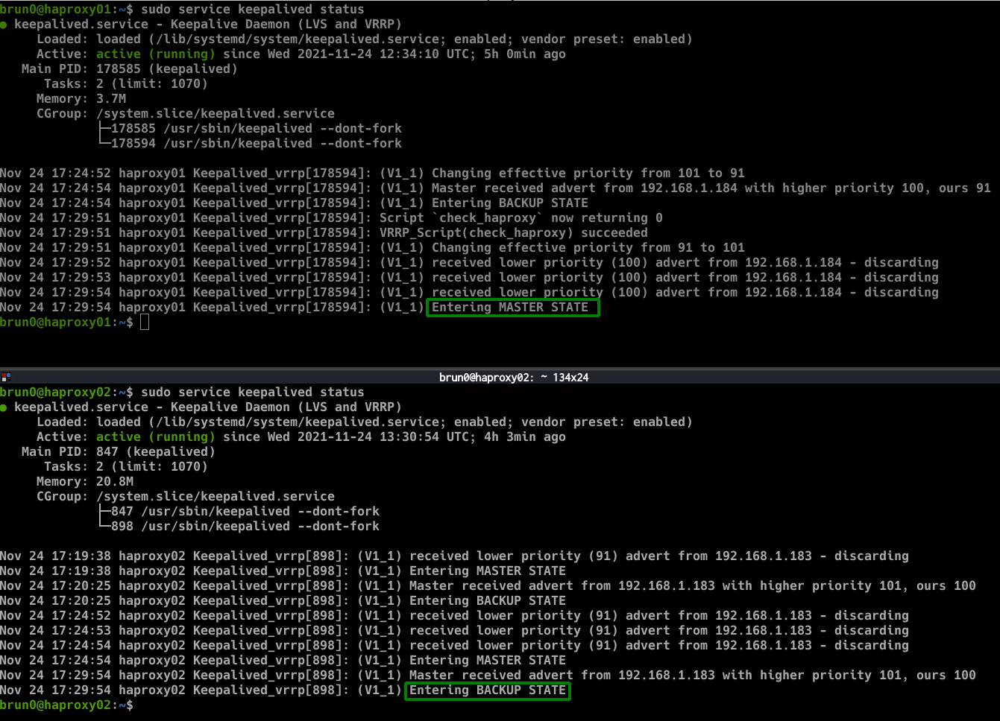 brun0@haproxy01:~$ sudo service keepalived status
● keepalived.service - Keepalive Daemon (LVS and VRRP)
Loaded: loaded (/lib/systemd/system/keepalived.service; enabled; vendor preset: enabled)
Active: active (running) since Wed 2021-11-24 12:34:10 UTC; 5h 0min ago
Main PID: 178585 (keepalived)
Tasks: 2 (limit: 1070)
Memory: 3.7M
CGroup: /system.slice/keepalived.service
├─178585 /usr/sbin/keepalived --dont-fork
└─178594 /usr/sbin/keepalived --dont-fork
Nov 24 17:24:52 haproxy01 Keepalived_vrrp[178594]: (V1_1) Changing effective priority from 101 to 91
Nov 24 17:24:54 haproxy01 Keepalived_vrrp[178594]: (V1_1) Master received advert from 192.168.1.184 with higher priority 100, ours 91
Nov 24 17:24:54 haproxy01 Keepalived_vrrp[178594]: (V1_1) Entering BACKUP STATE
Nov 24 17:29:51 haproxy01 Keepalived_vrrp[178594]: Script `check_haproxy` now returning 0
Nov 24 17:29:51 haproxy01 Keepalived_vrrp[178594]: VRRP_Script(check_haproxy) succeeded
Nov 24 17:29:51 haproxy01 Keepalived_vrrp[178594]: (V1_1) Changing effective priority from 91 to 101
Nov 24 17:29:52 haproxy01 Keepalived_vrrp[178594]: (V1_1) received lower priority (100) advert from 192.168.1.184 - discarding
Nov 24 17:29:53 haproxy01 Keepalived_vrrp[178594]: (V1_1) received lower priority (100) advert from 192.168.1.184 - discarding
Nov 24 17:29:54 haproxy01 Keepalived_vrrp[178594]: (V1_1) received lower priority (100) advert from 192.168.1.184 - discarding
Nov 24 17:29:54 haproxy01 Keepalived_vrrp[178594]: (V1_1) Entering MASTER STATE
brun0@haproxy01:~$
brun0@haproxy02: ~ 134x24
brun0@haproxy02:~$ sudo service keepalived status
● keepalived.service - Keepalive Daemon (LVS and VRRP)
Loaded: loaded (/lib/systemd/system/keepalived.service; enabled; vendor preset: enabled)
Active: active (running) since Wed 2021-11-24 13:30:54 UTC; 4h 3min ago
Main PID: 847 (keepalived)
Tasks: 2 (limit: 1070)
Memory: 20.8M
CGroup: /system.slice/keepalived.service
├─847 /usr/sbin/keepalived --dont-fork
└─898 /usr/sbin/keepalived --dont-fork
Nov 24 17:19:38 haproxy02 Keepalived_vrrp[898]: (V1_1) received lower priority (91) advert from 192.168.1.183 - discarding
Nov 24 17:19:38 haproxy02 Keepalived_vrrp[898]: (V1_1) Entering MASTER STATE
Nov 24 17:20:25 haproxy02 Keepalived_vrrp[898]: (V1_1) Master received advert from 192.168.1.183 with higher priority 101, ours 100
Nov 24 17:20:25 haproxy02 Keepalived_vrrp[898]: (V1_1) Entering BACKUP STATE
Nov 24 17:24:52 haproxy02 Keepalived_vrrp[898]: (V1_1) received lower priority (91) advert from 192.168.1.183 - discarding
Nov 24 17:24:53 haproxy02 Keepalived_vrrp[898]: (V1_1) received lower priority (91) advert from 192.168.1.183 - discarding
Nov 24 17:24:54 haproxy02 Keepalived_vrrp[898]: (V1_1) received lower priority (91) advert from 192.168.1.183 - discarding
Nov 24 17:24:54 haproxy02 Keepalived_vrrp[898]: (V1_1) Entering MASTER STATE
Nov 24 17:29:54 haproxy02 Keepalived_vrrp[898]: (V1_1) Master received advert from 192.168.1.183 with higher priority 101, ours 100
Nov 24 17:29:54 haproxy02 Keepalived_vrrp[898]: (V1_1) Entering BACKUP STATE
brun0@haproxy02:~$